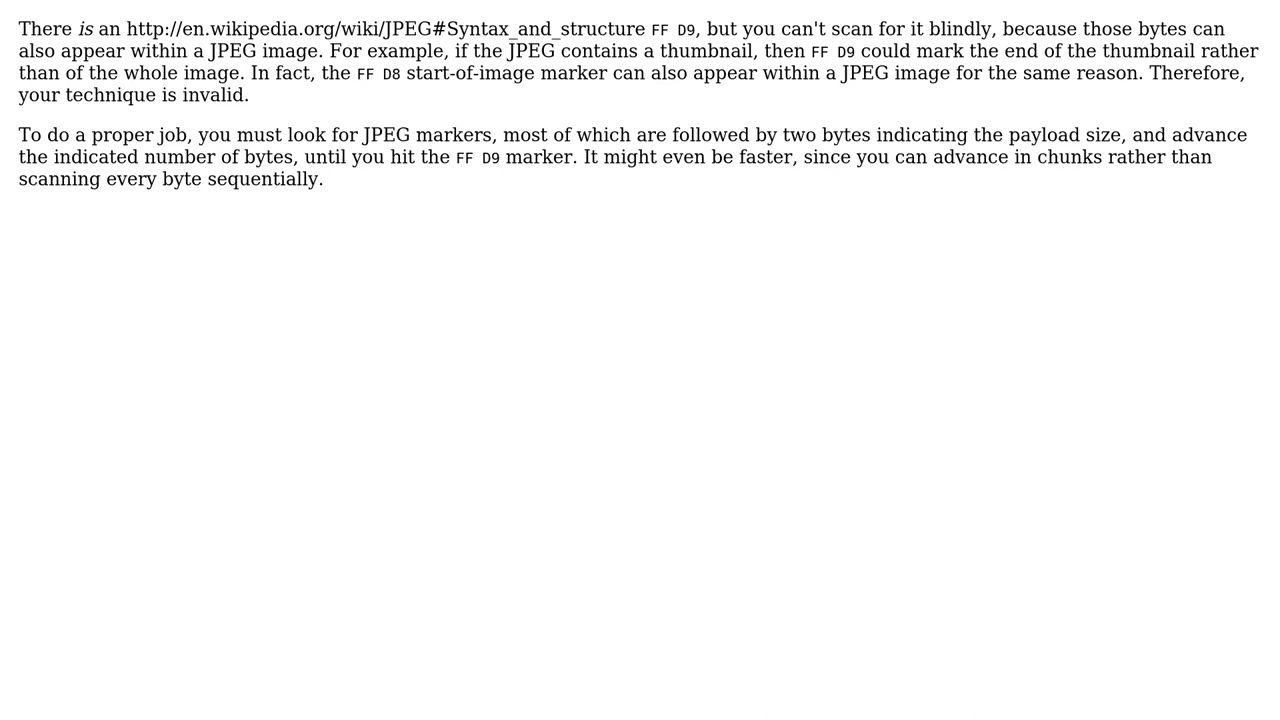 There is an http://en.wikipedia.org/wiki/JPEG#Syntax_and_structure FF D9, but you can't scan for it blindly, because those bytes can
also appear within a JPEG image. For example, if the JPEG contains a thumbnail, then FF D9 could mark the end of the thumbnail rather
than of the whole image. In fact, the FF D8 start-of-image marker can also appear within a JPEG image for the same reason. Therefore,
your technique is invalid.
To do a proper job, you must look for JPEG markers, most of which are followed by two bytes indicating the payload size, and advance
the indicated number of bytes, until you hit the FF D9 marker. It might even be faster, since you can advance in chunks rather than
scanning every byte sequentially.